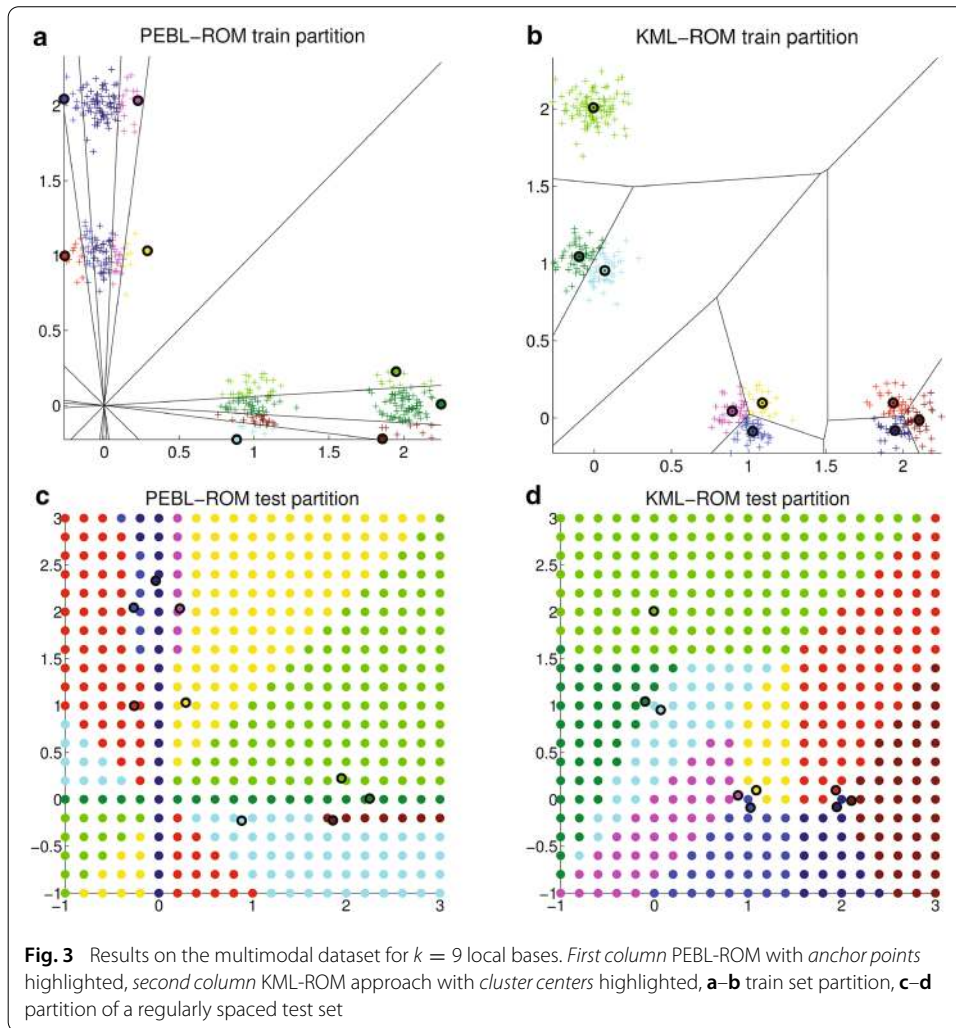 a PEBL-ROM train partition
2
1.5
1
0.5
0
0 0.5 1 1.5 2
b KML-ROM train partition
2
1.5
1
0.5
0
0 0.5 1 1.5 2
c PEBL-ROM test partition
3
2.5
2
1.5
1
0.5
0
−0.5
−1
−1 0 1 2 3
d KML-ROM test partition
3
2.5
2
1.5
1
0.5
0
−0.5
−1
−1 0 1 2 3
Fig. 3 Results on the multimodal dataset for k = 9 local bases. First column PEBL-ROM with anchor points
highlighted, second column KML-ROM approach with cluster centers highlighted, a–b train set partition, c–d
partition of a regularly spaced test set